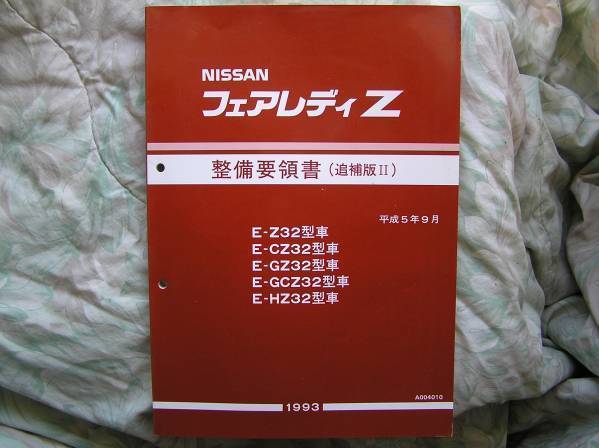 NISSAN
フェアレディZ
整備要領書(追補版II)
平成5年9月
E-Z32型車
E-CZ32型車
E-GZ32型車
E-GCZ32型車
E-HZ32型車
A004010
1993